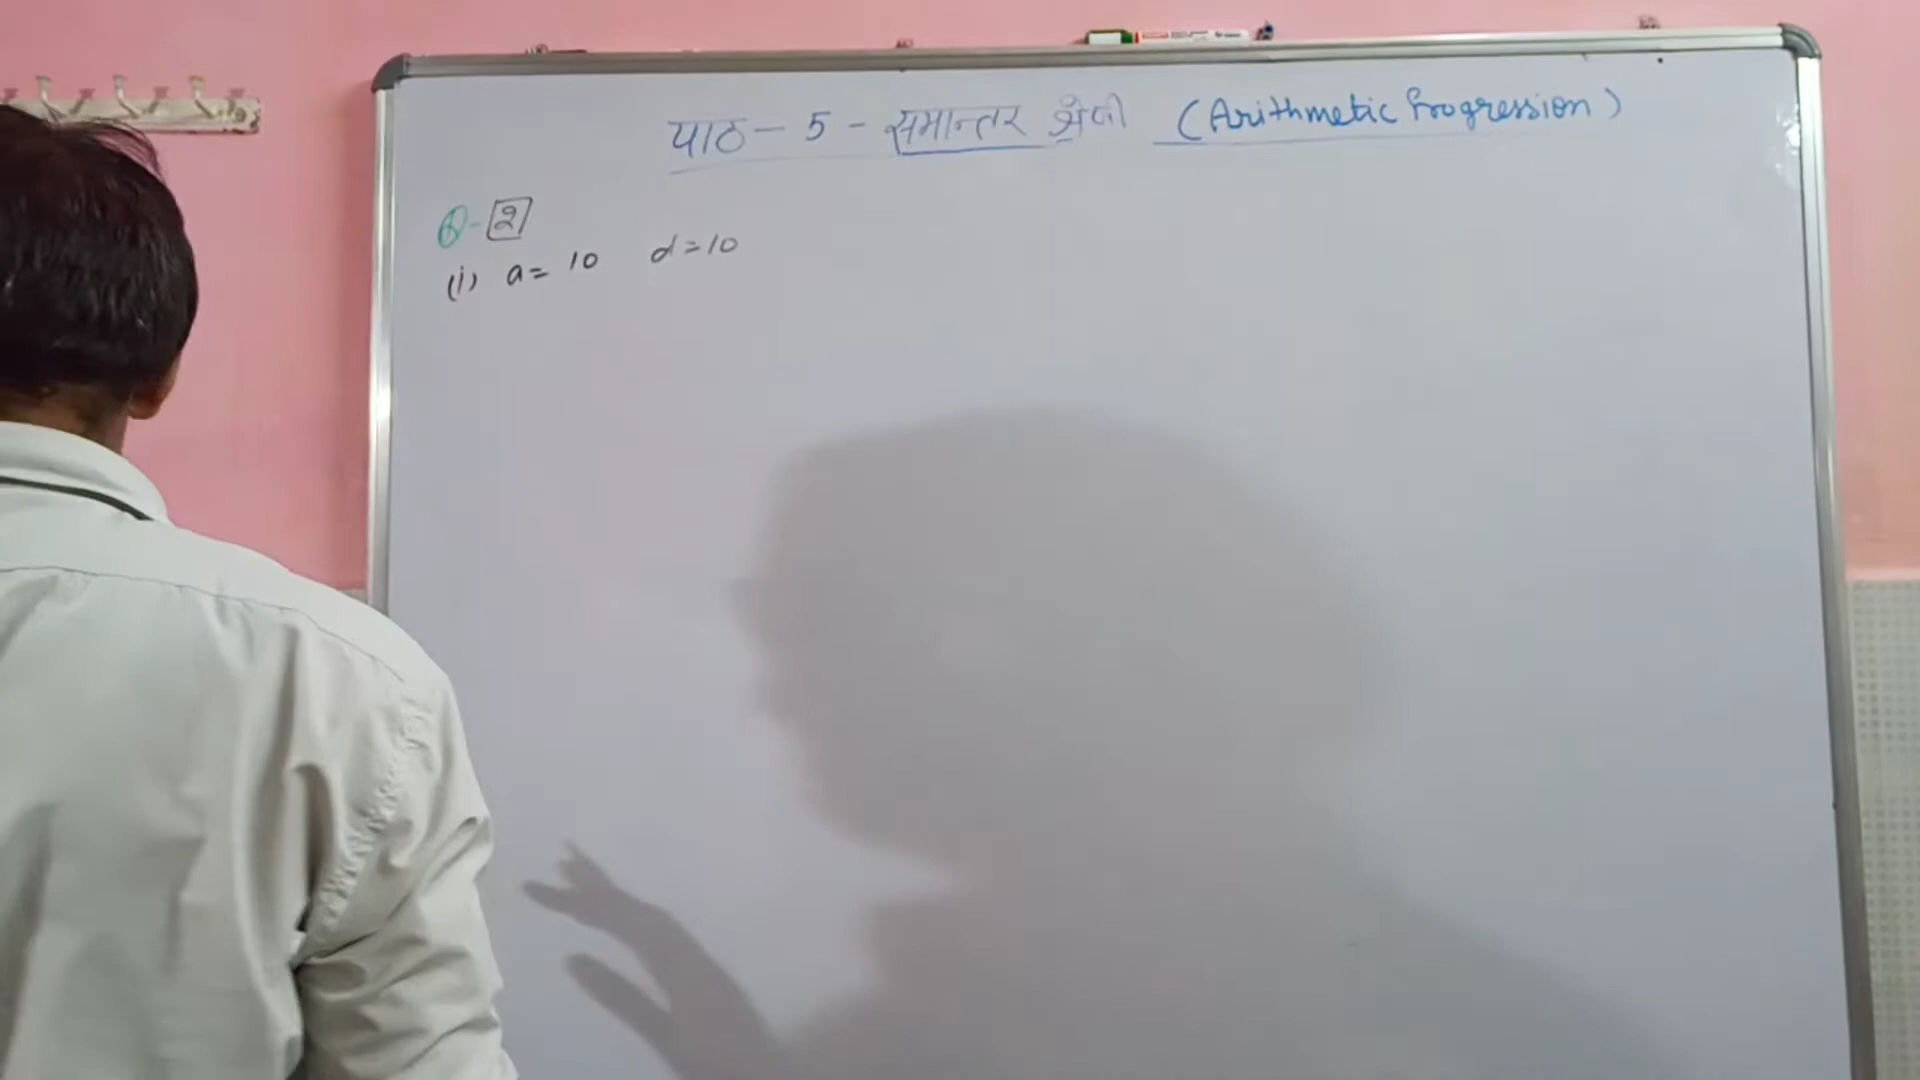 पाठ - 5 - समान्तर श्रेणी (Arithmetic Progression)
Q-2
(i) a= 10 d=10